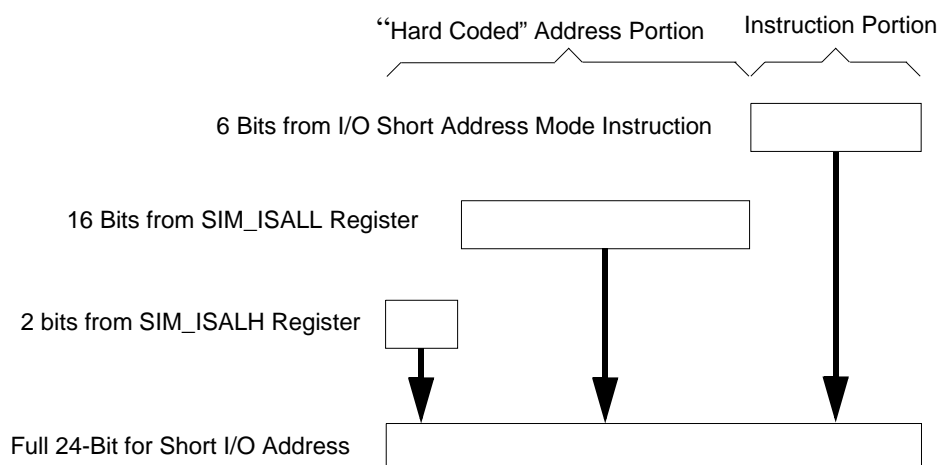 “Hard Coded” Address Portion
Instruction Portion
6 Bits from I/O Short Address Mode Instruction
16 Bits from SIM_ISALL Register
2 bits from SIM_ISALH Register
Full 24-Bit for Short I/O Address